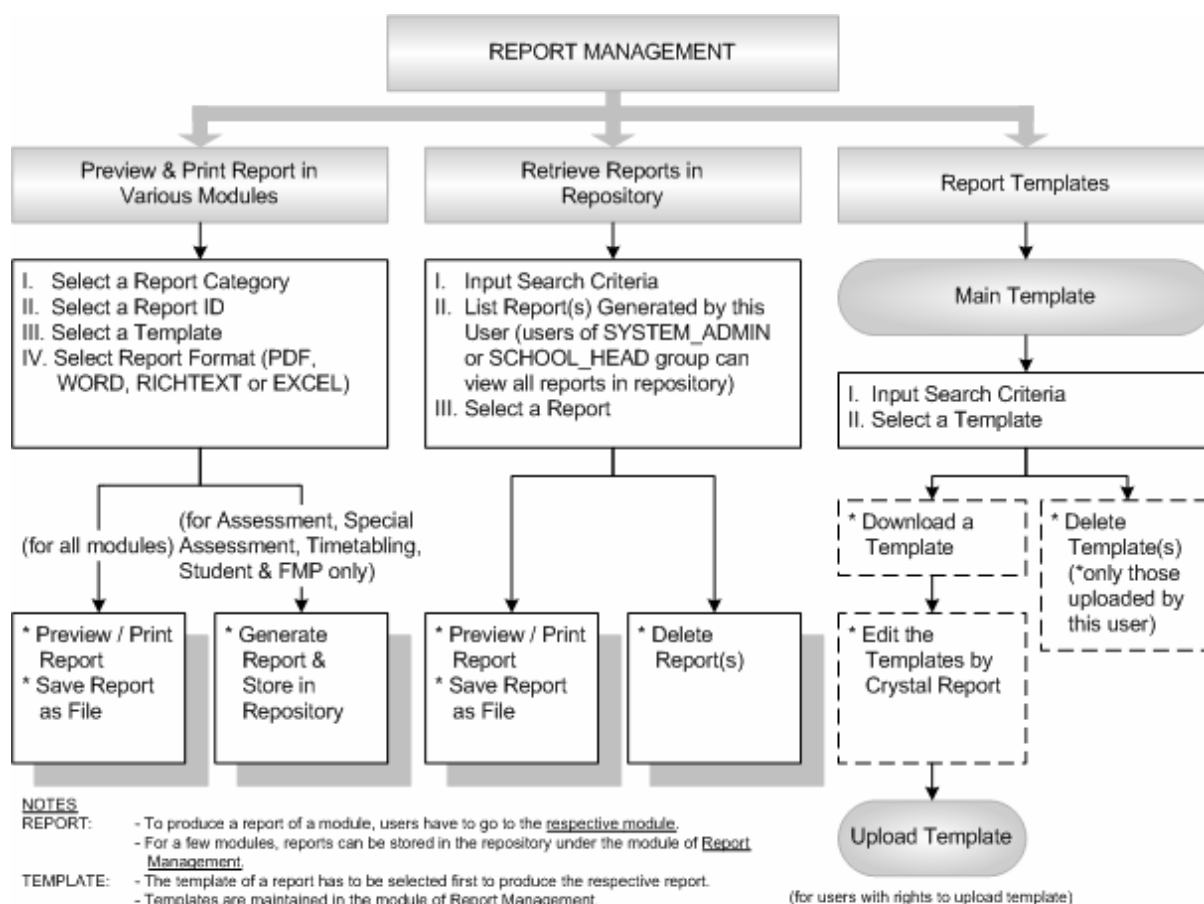 REPORT MANAGEMENT
Preview & Print Report in
Various Modules
I. Select a Report Category
II. Select a Report ID
III. Select a Template
IV. Select Report Format (PDF,
WORD, RICHTEXT or EXCEL)
(for all modules)
(for Assessment, Special
Assessment, Timetabling,
Student & FMP only)
* Preview / Print
Report
* Save Report
as File
* Generate
Report &
Store in
Repository
Retrieve Reports in
Repository
I. Input Search Criteria
II. List Report(s) Generated by this
User (users of SYSTEM_ADMIN
or SCHOOL_HEAD group can
view all reports in repository)
III. Select a Report
* Preview / Print
Report
* Save Report
as File
* Delete
Report(s)
Report Templates
Main Template
I. Input Search Criteria
II. Select a Template
* Download a
Template
* Edit the
Templates by
Crystal Report
* Delete
Template(s)
(*only those
uploaded by
this user)
Upload Template
(for users with rights to upload template)
NOTES
REPORT: - To produce a report of a module, users have to go to the respective module.
- For a few modules, reports can be stored in the repository under the module of Report
Management.
TEMPLATE: - The template of a report has to be selected first to produce the respective report.
- Templates are maintained in the module of Report Management.